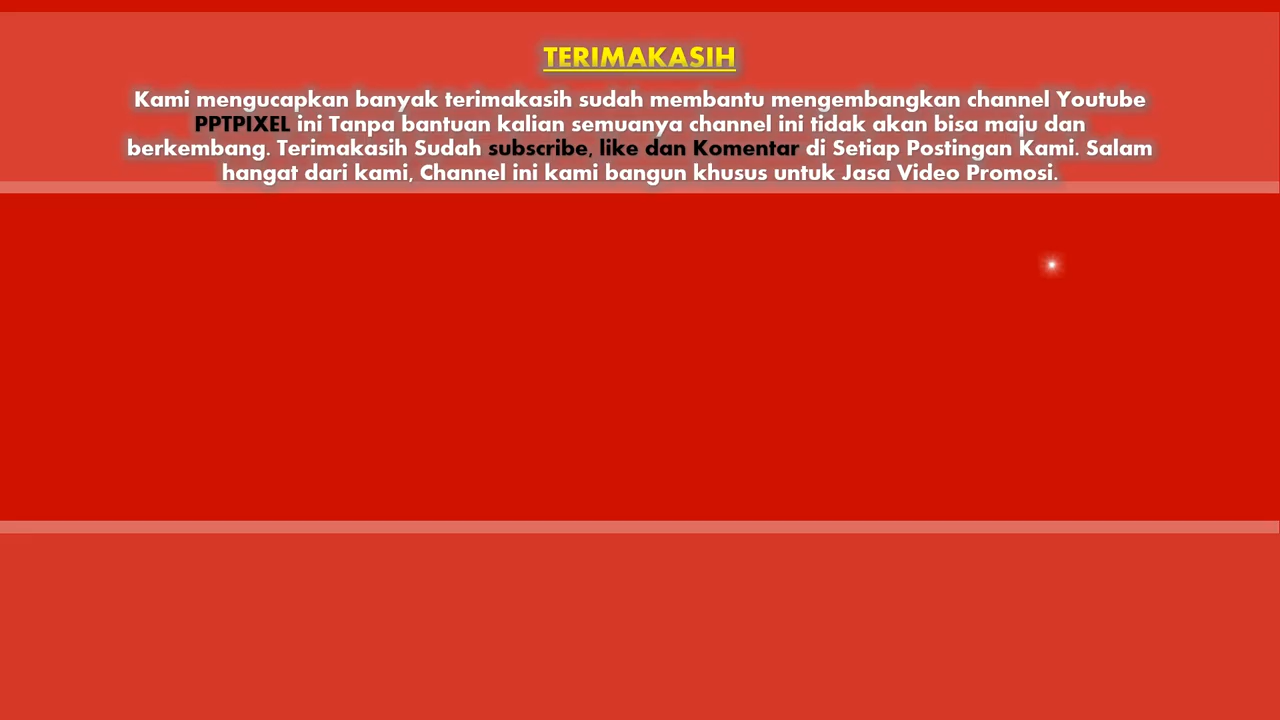 TERIMAKASIH
Kami mengucapkan banyak terimakasih sudah membantu mengembangkan channel Youtube
PPTPIXEL ini Tanpa bantuan kalian semuanya channel ini tidak akan bisa maju dan
berkembang. Terimakasih Sudah subscribe, like dan Komentar di Setiap Postingan Kami. Salam
hangat dari kami, Channel ini kami bangun khusus untuk Jasa Video Promosi.